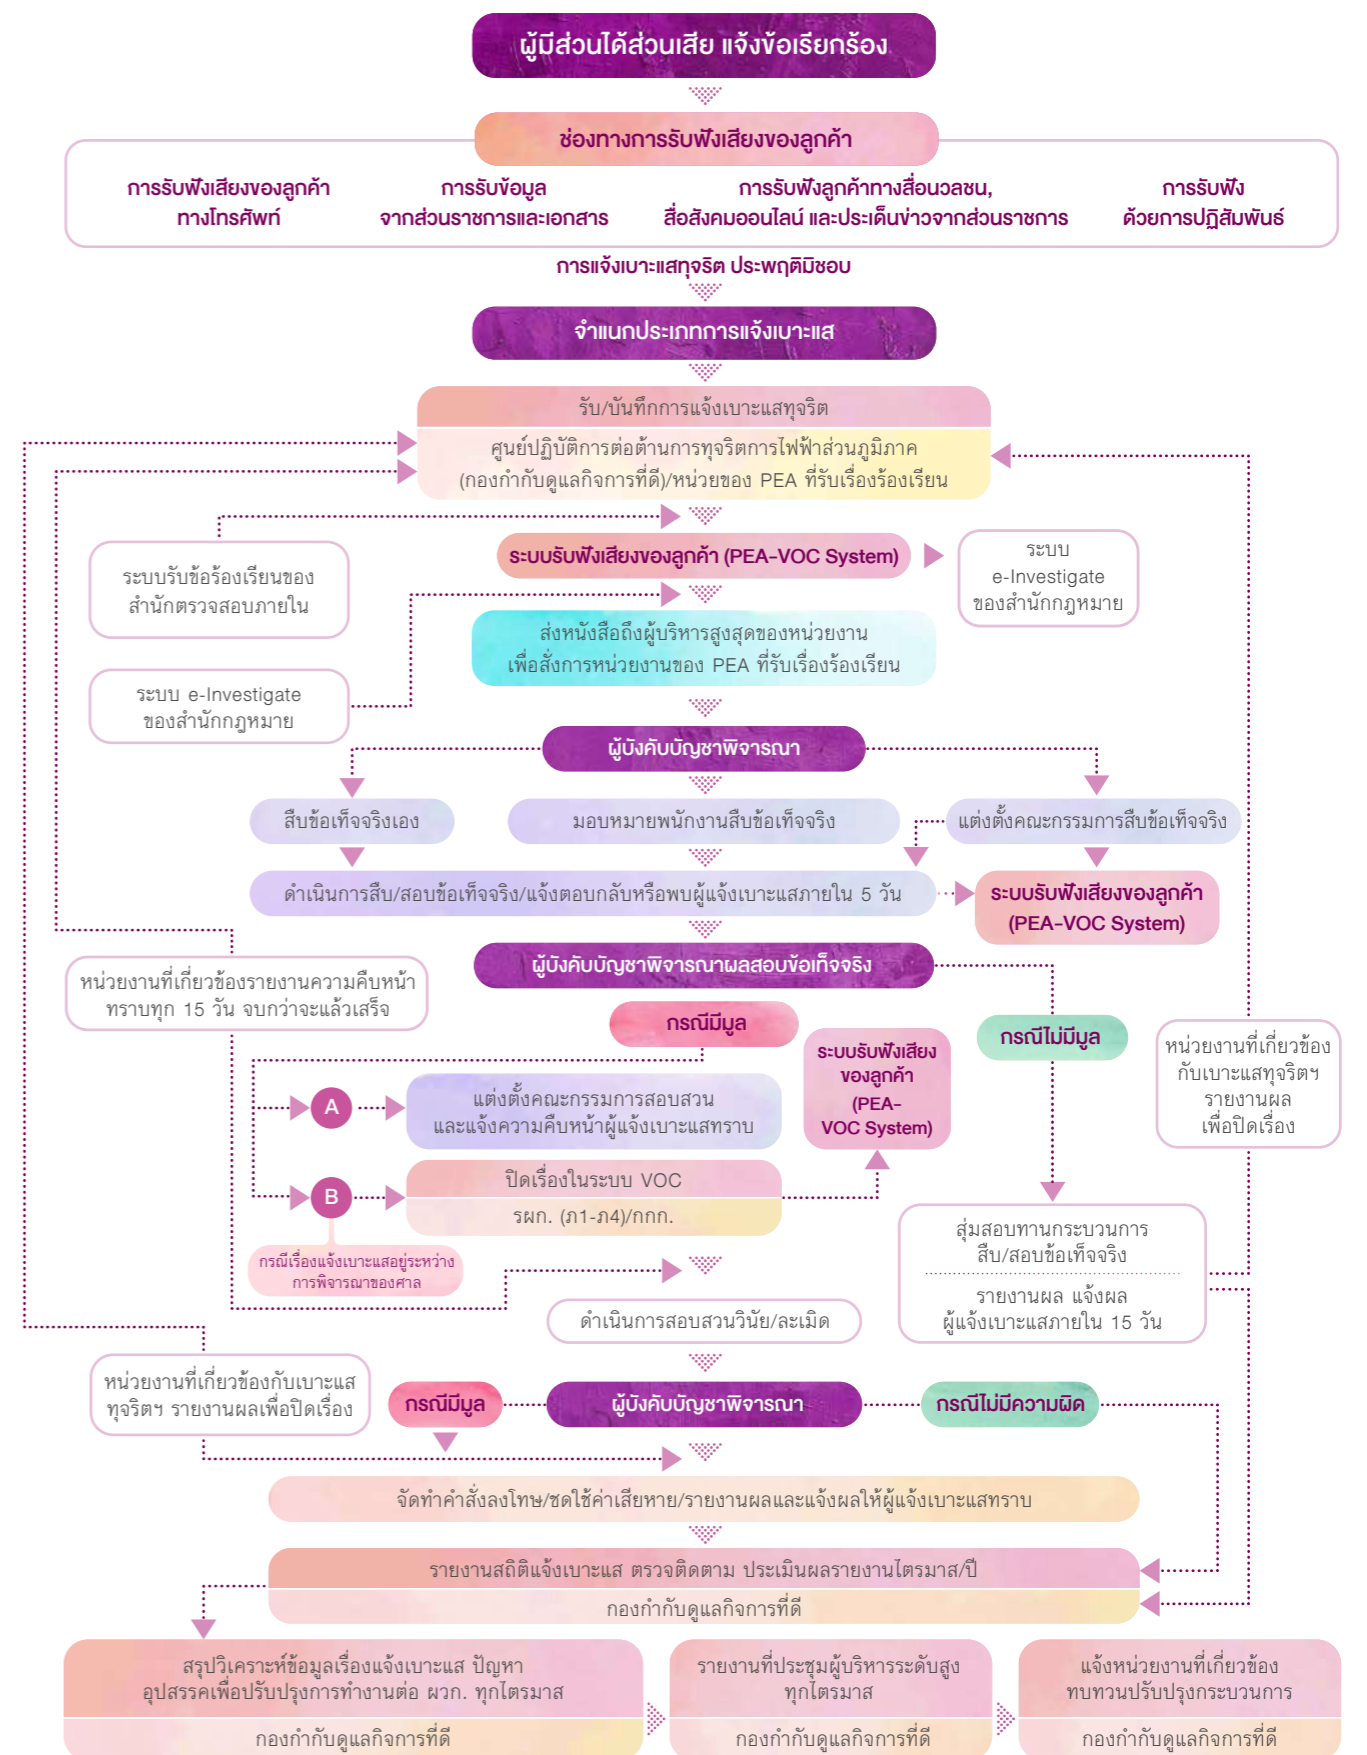 ผู้มีส่วนได้ส่วนเสีย แจ้งข้อเรียกร้อง
ช่องทางการรับฟังเสียงของลูกค้า
การรับฟังเสียงของลูกค้า
ทางโทรศัพท์
การรับข้อมูล
จากส่วนราชการและเอกสาร
การรับฟังลูกค้าทางสื่อมวลชน,
สื่อสังคมออนไลน์ และประเด็นข่าวจากส่วนราชการ
การรับฟัง
ด้วยการปฏิสัมพันธ์
การแจ้งเบาะแสทุจริต ประพฤติมิชอบ
จำแนกประเภทการแจ้งเบาะแส
รับ/บันทึกการแจ้งเบาะแสทุจริต
ศูนย์ปฏิบัติการต่อต้านการทุจริตการไฟฟ้าส่วนภูมิภาค
(กองกำกับดูแลกิจการที่ดี)/หน่วยของ PEA ที่รับเรื่องร้องเรียน
ระบบรับข้อร้องเรียนของ
สำนักตรวจสอบภายใน
ระบบรับฟังเสียงของลูกค้า (PEA-VOC System)
ระบบ
e-Investigate
ของสำนักกฎหมาย
ส่งหนังสือถึงผู้บริหารสูงสุดของหน่วยงาน
เพื่อสั่งการหน่วยงานของ PEA ที่รับเรื่องร้องเรียน
ระบบ e-Investigate
ของสำนักกฎหมาย
ผู้บังคับบัญชาพิจารณา
สืบข้อเท็จจริงเอง
มอบหมายพนักงานสืบข้อเท็จจริง
แต่งตั้งคณะกรรมการสืบข้อเท็จจริง
ดำเนินการสืบ/สอบข้อเท็จจริง/แจ้งตอบกลับหรือพบผู้แจ้งเบาะแสภายใน 5 วัน
ระบบรับฟังเสียงของลูกค้า
(PEA-VOC System)
ผู้บังคับบัญชาพิจารณาผลสอบข้อเท็จจริง
หน่วยงานที่เกี่ยวข้องรายงานความคืบหน้า
ทราบทุก 15 วัน จบกว่าจะแล้วเสร็จ
กรณีมีมูล
ระบบรับฟังเสียง
ของลูกค้า
(PEA-
VOC System)
กรณีไม่มีมูล
หน่วยงานที่เกี่ยวข้อง
กับเบาะแสทุจริตฯ
รายงานผล
เพื่อปิดเรื่อง
A
แต่งตั้งคณะกรรมการสอบสวน
และแจ้งความคืบหน้าผู้แจ้งเบาะแสทราบ
B
ปิดเรื่องในระบบ VOC
รผก. (ภ1-ภ4)/กกก.
กรณีเรื่องแจ้งเบาะแสอยู่ระหว่าง
การพิจารณาของศาล
สุ่มสอบทานกระบวนการ
สืบ/สอบข้อเท็จจริง
รายงานผล แจ้งผล
ผู้แจ้งเบาะแสภายใน 15 วัน
ดำเนินการสอบสวนวินัย/ละเมิด
หน่วยงานที่เกี่ยวข้องกับเบาะแส
ทุจริตฯ รายงานผลเพื่อปิดเรื่อง
กรณีมีมูล
ผู้บังคับบัญชาพิจารณา
กรณีไม่มีความผิด
จัดทำคำสั่งลงโทษ/ชดใช้ค่าเสียหาย/รายงานผลและแจ้งผลให้ผู้แจ้งเบาะแสทราบ
รายงานสถิติแจ้งเบาะแส ตรวจติดตาม ประเมินผลรายงานไตรมาส/ปี
กองกำกับดูแลกิจการที่ดี
สรุปวิเคราะห์ข้อมูลเรื่องแจ้งเบาะแส ปัญหา
อุปสรรคเพื่อปรับปรุงการทำงานต่อ ผวก. ทุกไตรมาส
กองกำกับดูแลกิจการที่ดี
รายงานที่ประชุมผู้บริหารระดับสูง
ทุกไตรมาส
กองกำกับดูแลกิจการที่ดี
แจ้งหน่วยงานที่เกี่ยวข้อง
ทบทวนปรับปรุงกระบวนการ
กองกำกับดูแลกิจการที่ดี